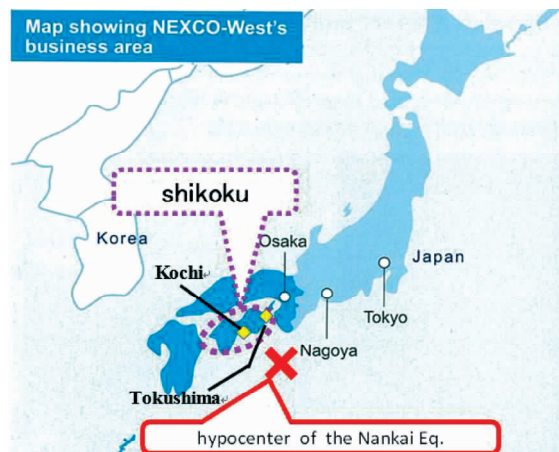 Map showing NEXCO-West's
business area
shikoku
Korea
Osaka
Japan
Kochi
Tokyo
Nagoya
Tokushima
hypocenter of the Nankai Eq.